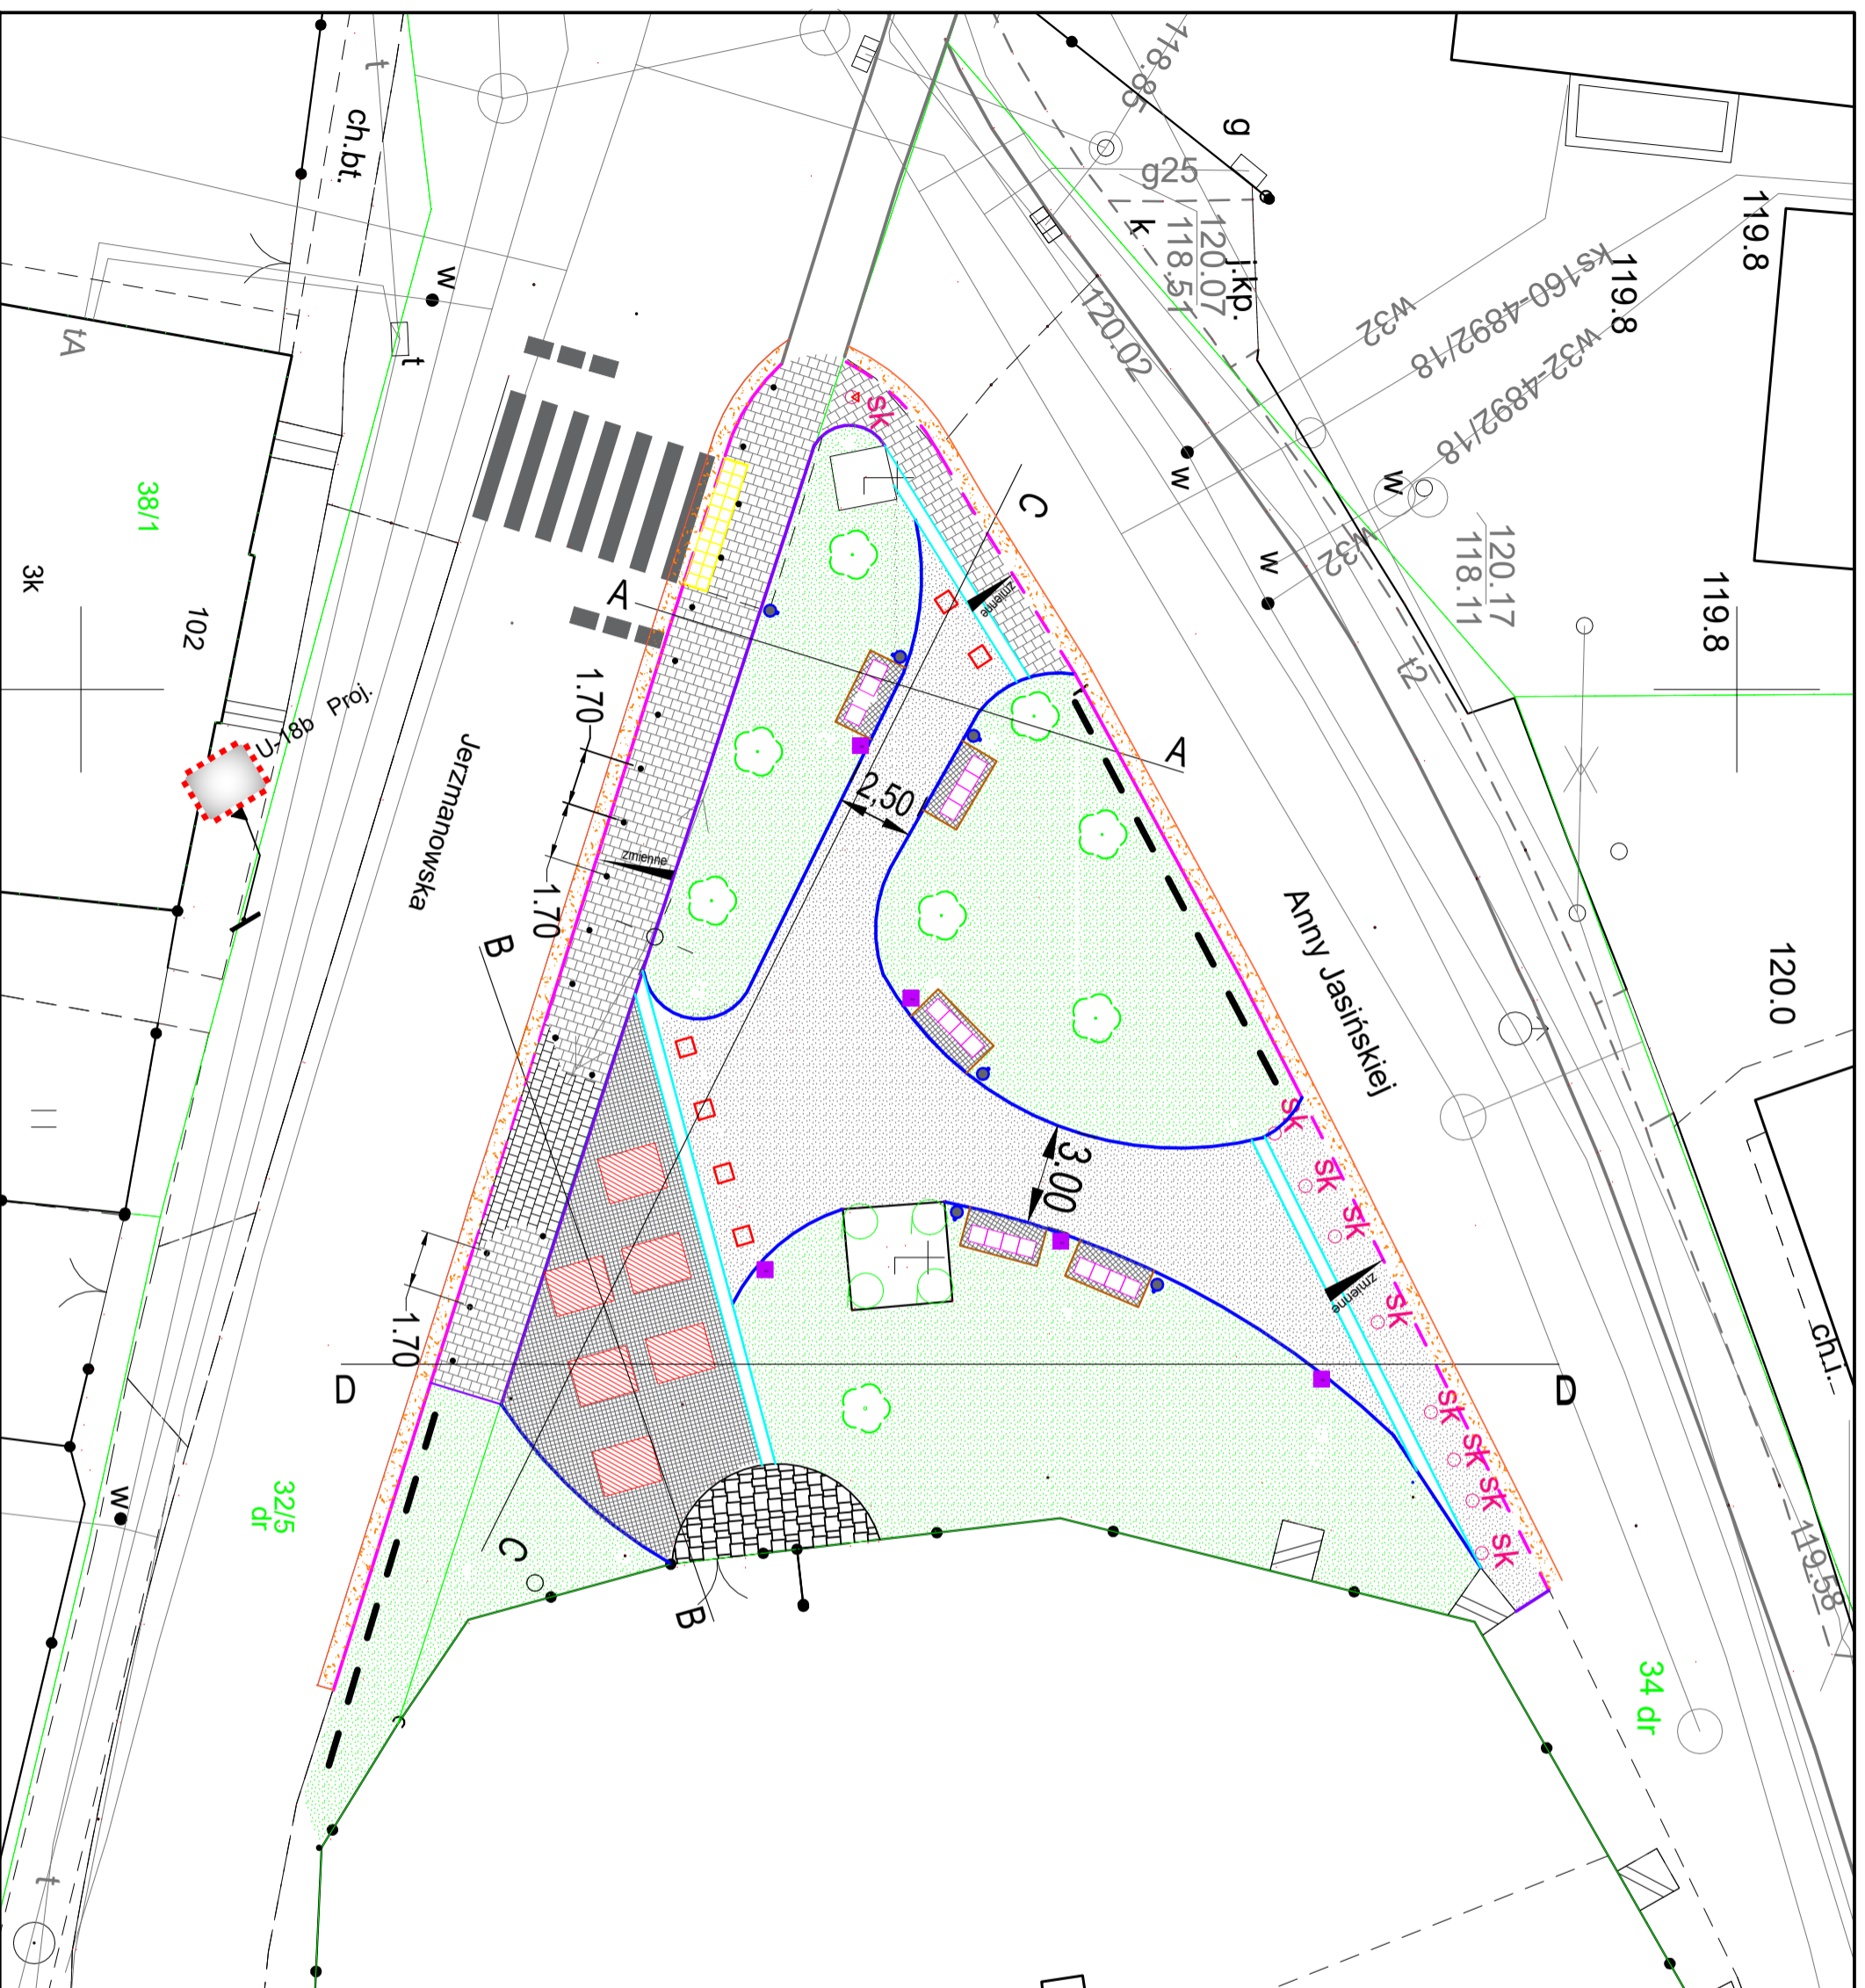 t
ch.bt.
118.86
g
g25
k
120.07
118.51
j.kp.
119.8
119.8
ks160-4892/18
w32
w32-4892/18
w
t
tA
120.02
sk
w
w
120.17
118.11
w32
38/1
3k
102
C
zmienne
w
119.8
t2
A
A
1.70
U-18b
Proj.
Jerzmanowska
2,50
zmienne
1.70
B
Anny Jasińskiej
120.0
3.00
sk
sk
sk
zmienne
sk
ch.i.
1.70
D
D
sk
sk
sk
sk
w
32/5
dr
C
B
119.58
34 dr
t